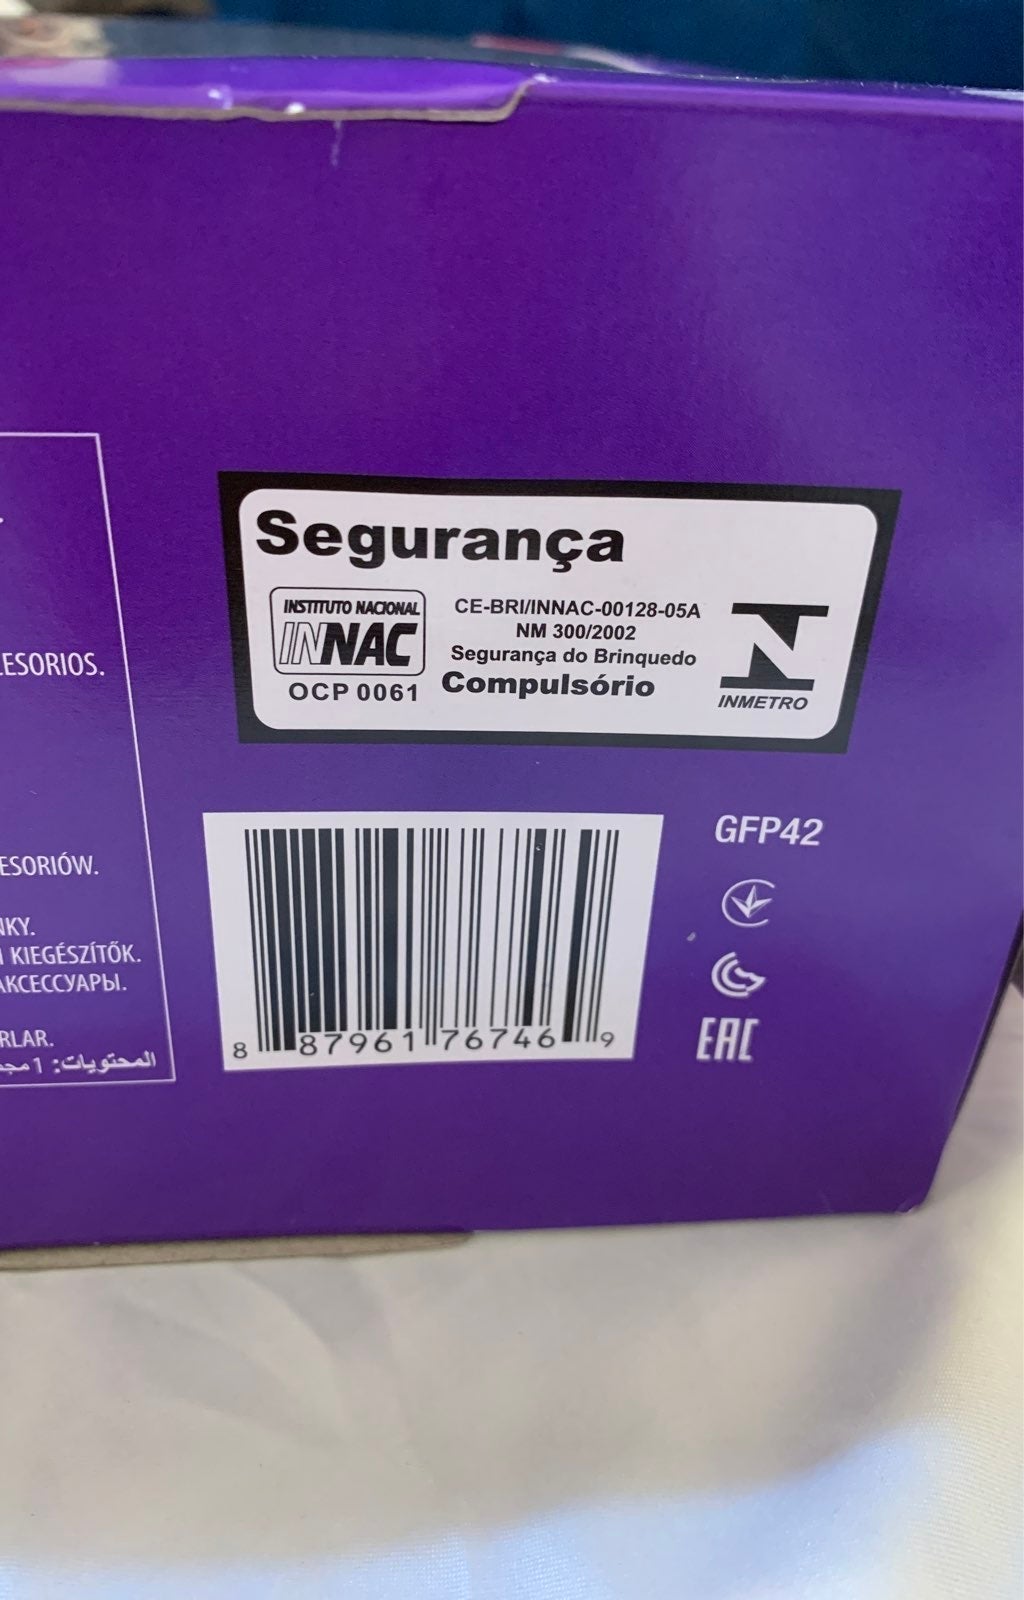 ESORIOS.
ESORIÓW.
NKY.
KIEGÉSZÍTŐK.
АКСЕССУАРЫ.
RLAR.
المحتويات: 1
Segurança
INSTITUTO NACIONAL
INNAC
OCP 0061
CE-BRI/INNAC-00128-05A
NM 300/2002
Segurança do Brinquedo
Compulsório
INMETRO
8 87961 76746 9
GFP42
EAC